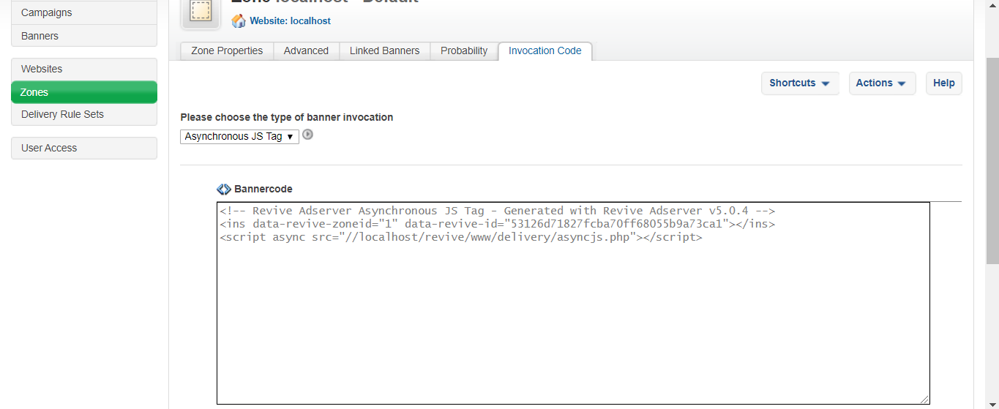 Campaigns
Banners
Websites
Zones
Delivery Rule Sets
User Access
Zone localhost - Default
Website: localhost
Zone Properties
Advanced
Linked Banners
Probability
Invocation Code
Shortcuts
Actions
Help
Please choose the type of banner invocation
Asynchronous JS Tag
Bannercode
<!-- Revive Adserver Asynchronous JS Tag - Generated with Revive Adserver v5.0.4 -->
<ins data-revive-zoneid="1" data-revive-id="53126d71827fcba70ff68055b9a73ca1"></ins>
<script async src="//localhost/revive/www/delivery/asyncjs.php"></script>